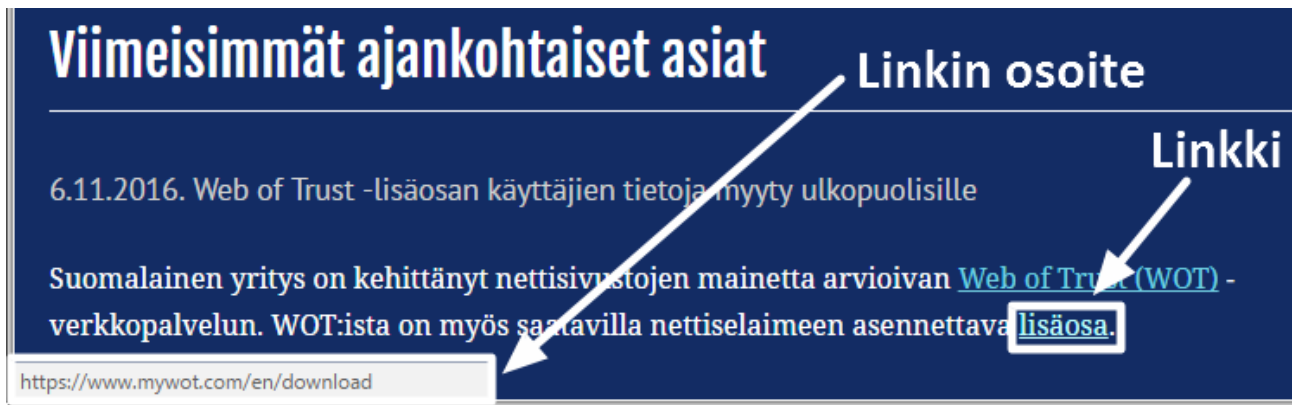 Viimeisimmät ajankohtaiset asiat
Linkin osoite
Linkki
6.11.2016. Web of Trust -lisäosan käyttäjien tietoja myyty ulkopuolisille
Suomalainen yritys on kehittänyt nettisivustojen mainetta arvioivan Web of Trust (WOT) -
verkkopalvelun. WOT:ista on myös saatavilla nettiselaimeen asennettava lisäosa.
https://www.mywot.com/en/download